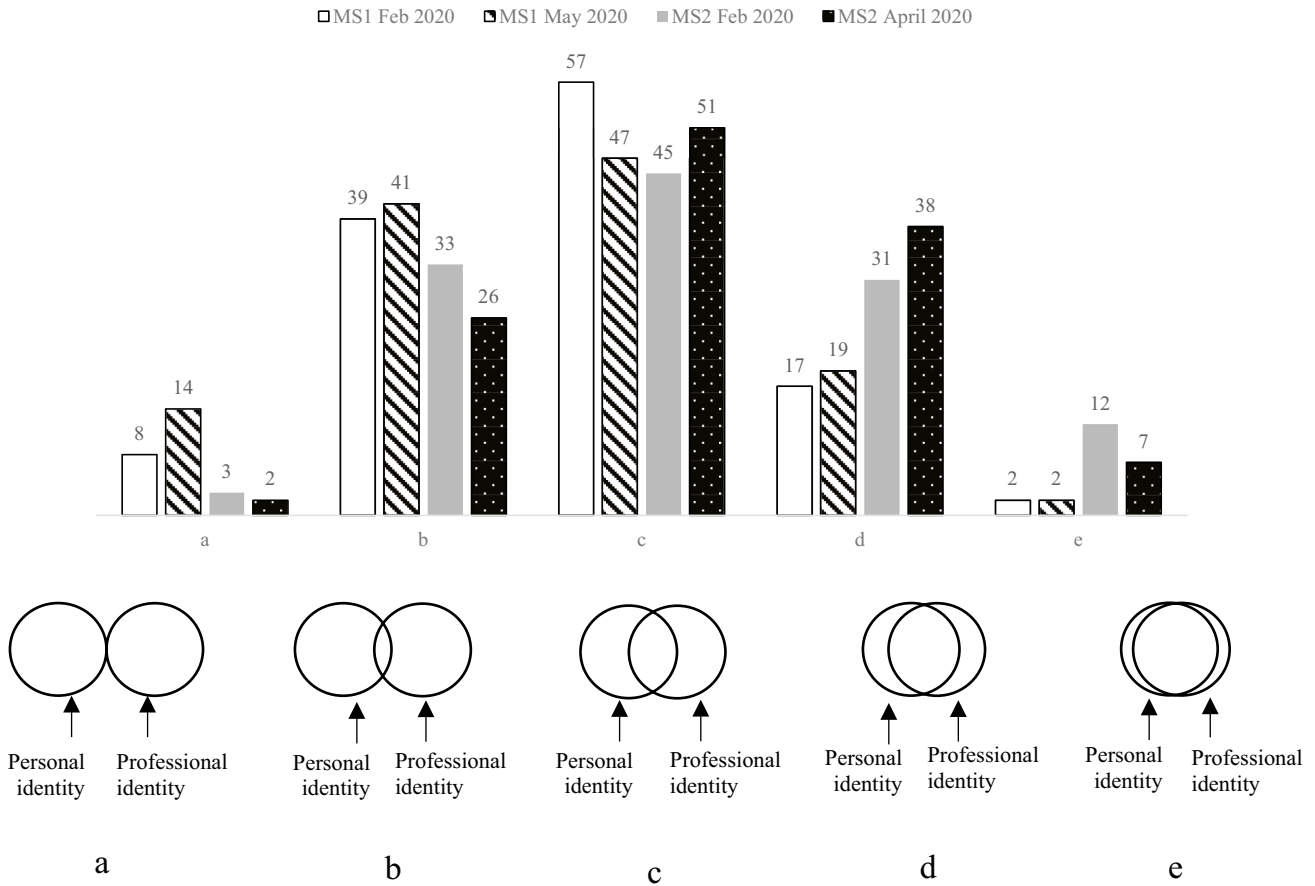 MS1 Feb 2020 MS1 May 2020 MS2 Feb 2020 MS2 April 2020
8
14
3
2
39
41
33
26
57
47
45
51
17
19
31
38
2
2
12
7
a b c d e
Personal identity
Professional identity
Personal identity
Professional identity
Personal identity
Professional identity
Personal identity
Professional identity
Personal identity
Professional identity
a b c d e